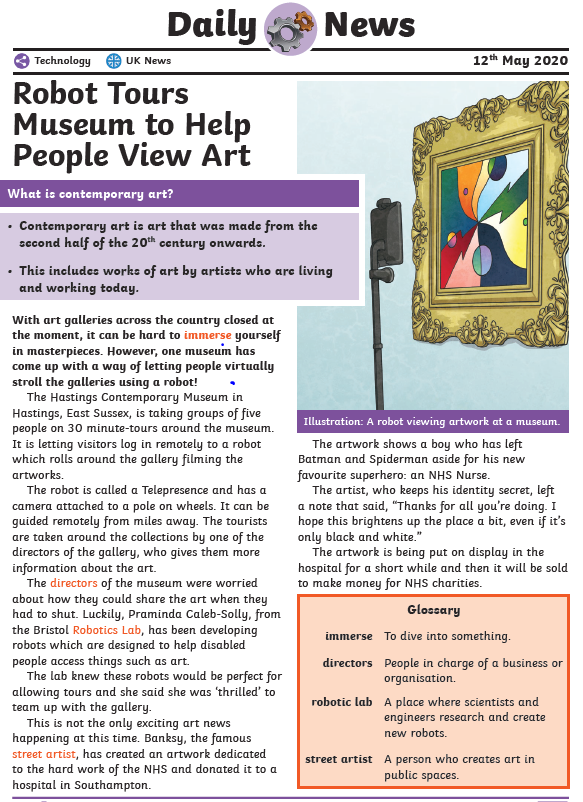 Daily News
Technology UK News 12th May 2020
Robot Tours
Museum to Help
People View Art
What is contemporary art?
• Contemporary art is art that was made from the
second half of the 20th century onwards.
• This includes works of art by artists who are living
and working today.
With art galleries across the country closed at
the moment, it can be hard to immerse yourself
in masterpieces. However, one museum has
come up with a way of letting people virtually
stroll the galleries using a robot!
The Hastings Contemporary Museum in
Hastings, East Sussex, is taking groups of five
people on 30 minute-tours around the museum.
It is letting visitors log in remotely to a robot
which rolls around the gallery filming the
artworks.
The robot is called a Telepresence and has a
camera attached to a pole on wheels. It can be
guided remotely from miles away. The tourists
are taken around the collections by one of the
directors of the gallery, who gives them more
information about the art.
The directors of the museum were worried
about how they could share the art when they
had to shut. Luckily, Praminda Caleb-Solly, from
the Bristol Robotics Lab, has been developing
robots which are designed to help disabled
people access things such as art.
The lab knew these robots would be perfect for
allowing tours and she said she was ‘thrilled’ to
team up with the gallery.
This is not the only exciting art news
happening at this time. Banksy, the famous
street artist, has created an artwork dedicated
to the hard work of the NHS and donated it to a
hospital in Southampton.
Illustration: A robot viewing artwork at a museum.
The artwork shows a boy who has left
Batman and Spiderman aside for his new
favourite superhero: an NHS Nurse.
The artist, who keeps his identity secret, left
a note that said, “Thanks for all you’re doing. I
hope this brightens up the place a bit, even if it’s
only black and white.”
The artwork is being put on display in the
hospital for a short while and then it will be sold
to make money for NHS charities.
Glossary
immerse To dive into something.
directors People in charge of a business or
organisation.
robotic lab A place where scientists and
engineers research and create
new robots.
street artist A person who creates art in
public spaces.